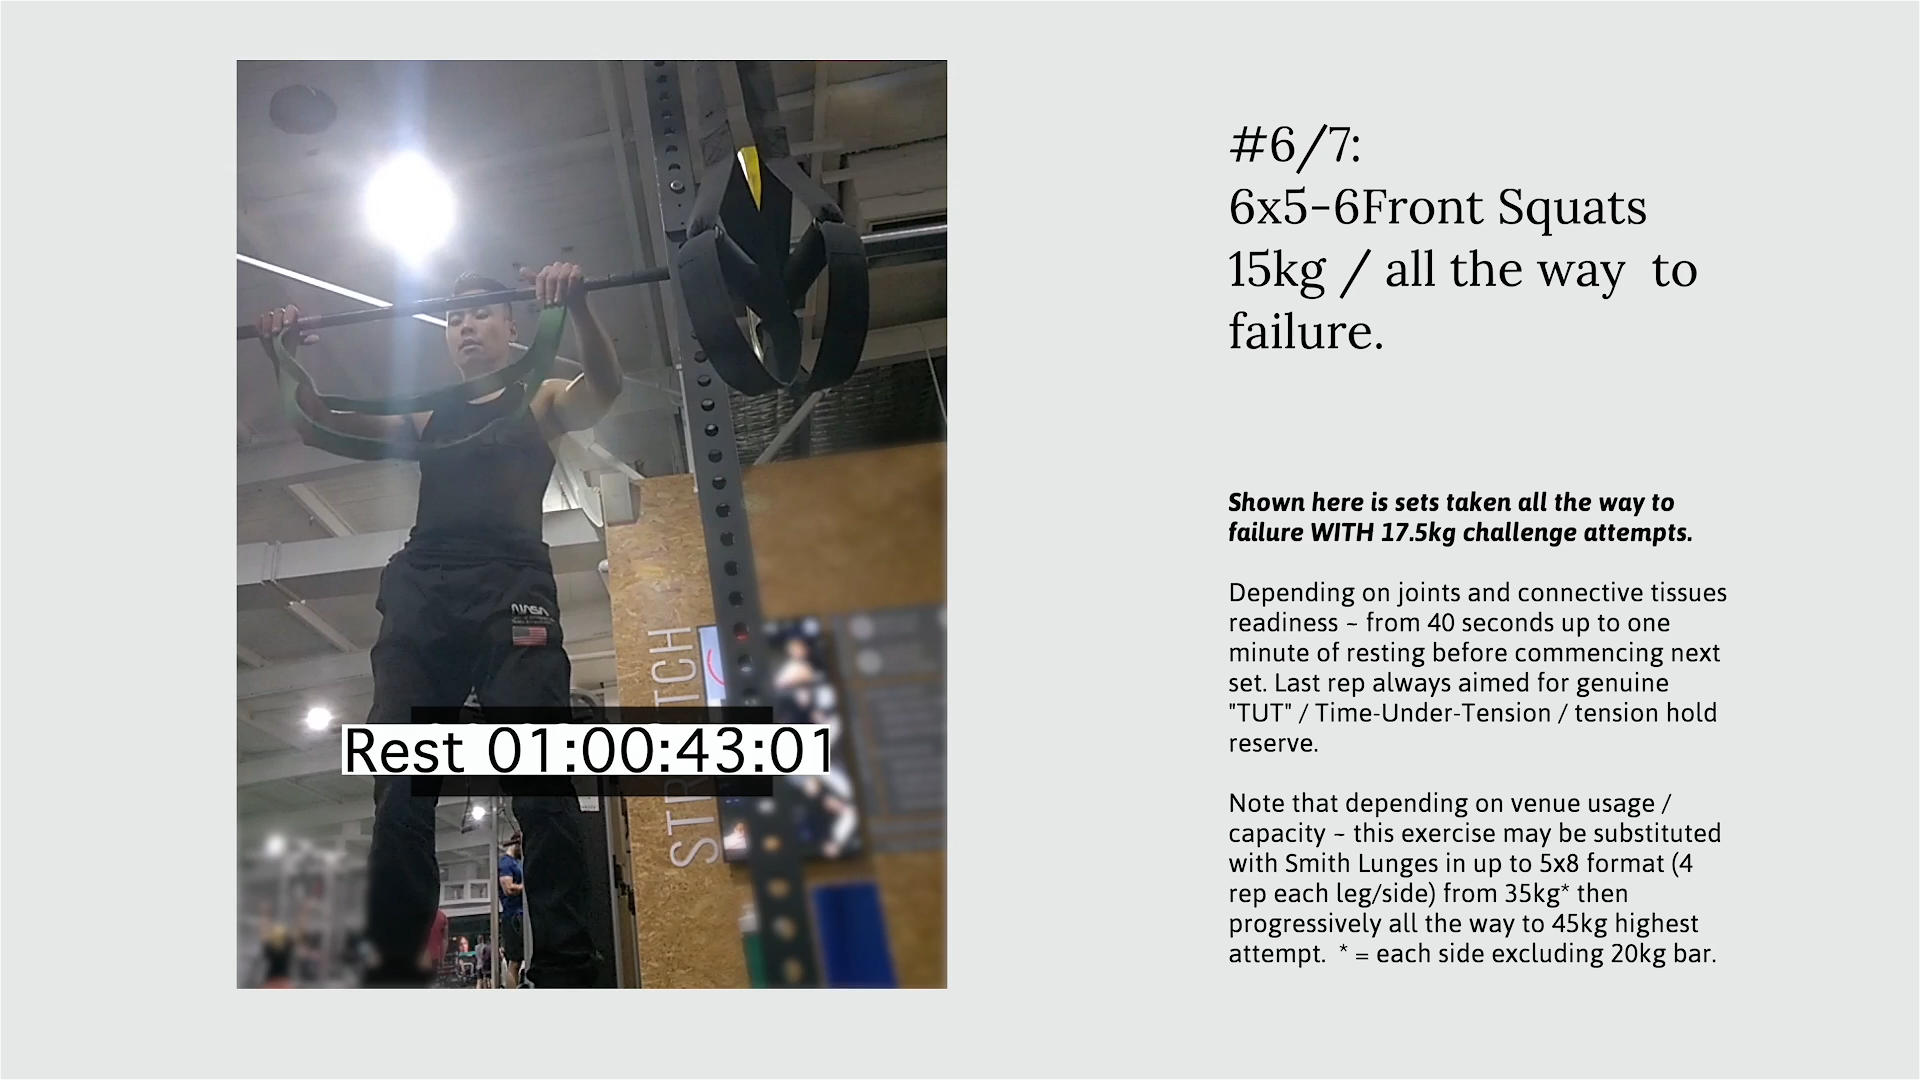 #6/7:
6x5-6Front Squats
15kg / all the way  to
failure.
Shown here is sets taken all the way to
failure WITH 17.5kg challenge attempts.
Depending on joints and connective tissues
readiness ~ from 40 seconds up to one
minute of resting before commencing next
set. Last rep always aimed for genuine
"TUT" / Time-Under-Tension / tension hold
reserve.
Note that depending on venue usage /
capacity ~ this exercise may be substituted
with Smith Lunges in up to 5x8 format (4
rep each leg/side) from 35kg* then
progressively all the way to 45kg highest
attempt.  * = each side excluding 20kg bar.
NASA
Rest 01:00:43:01